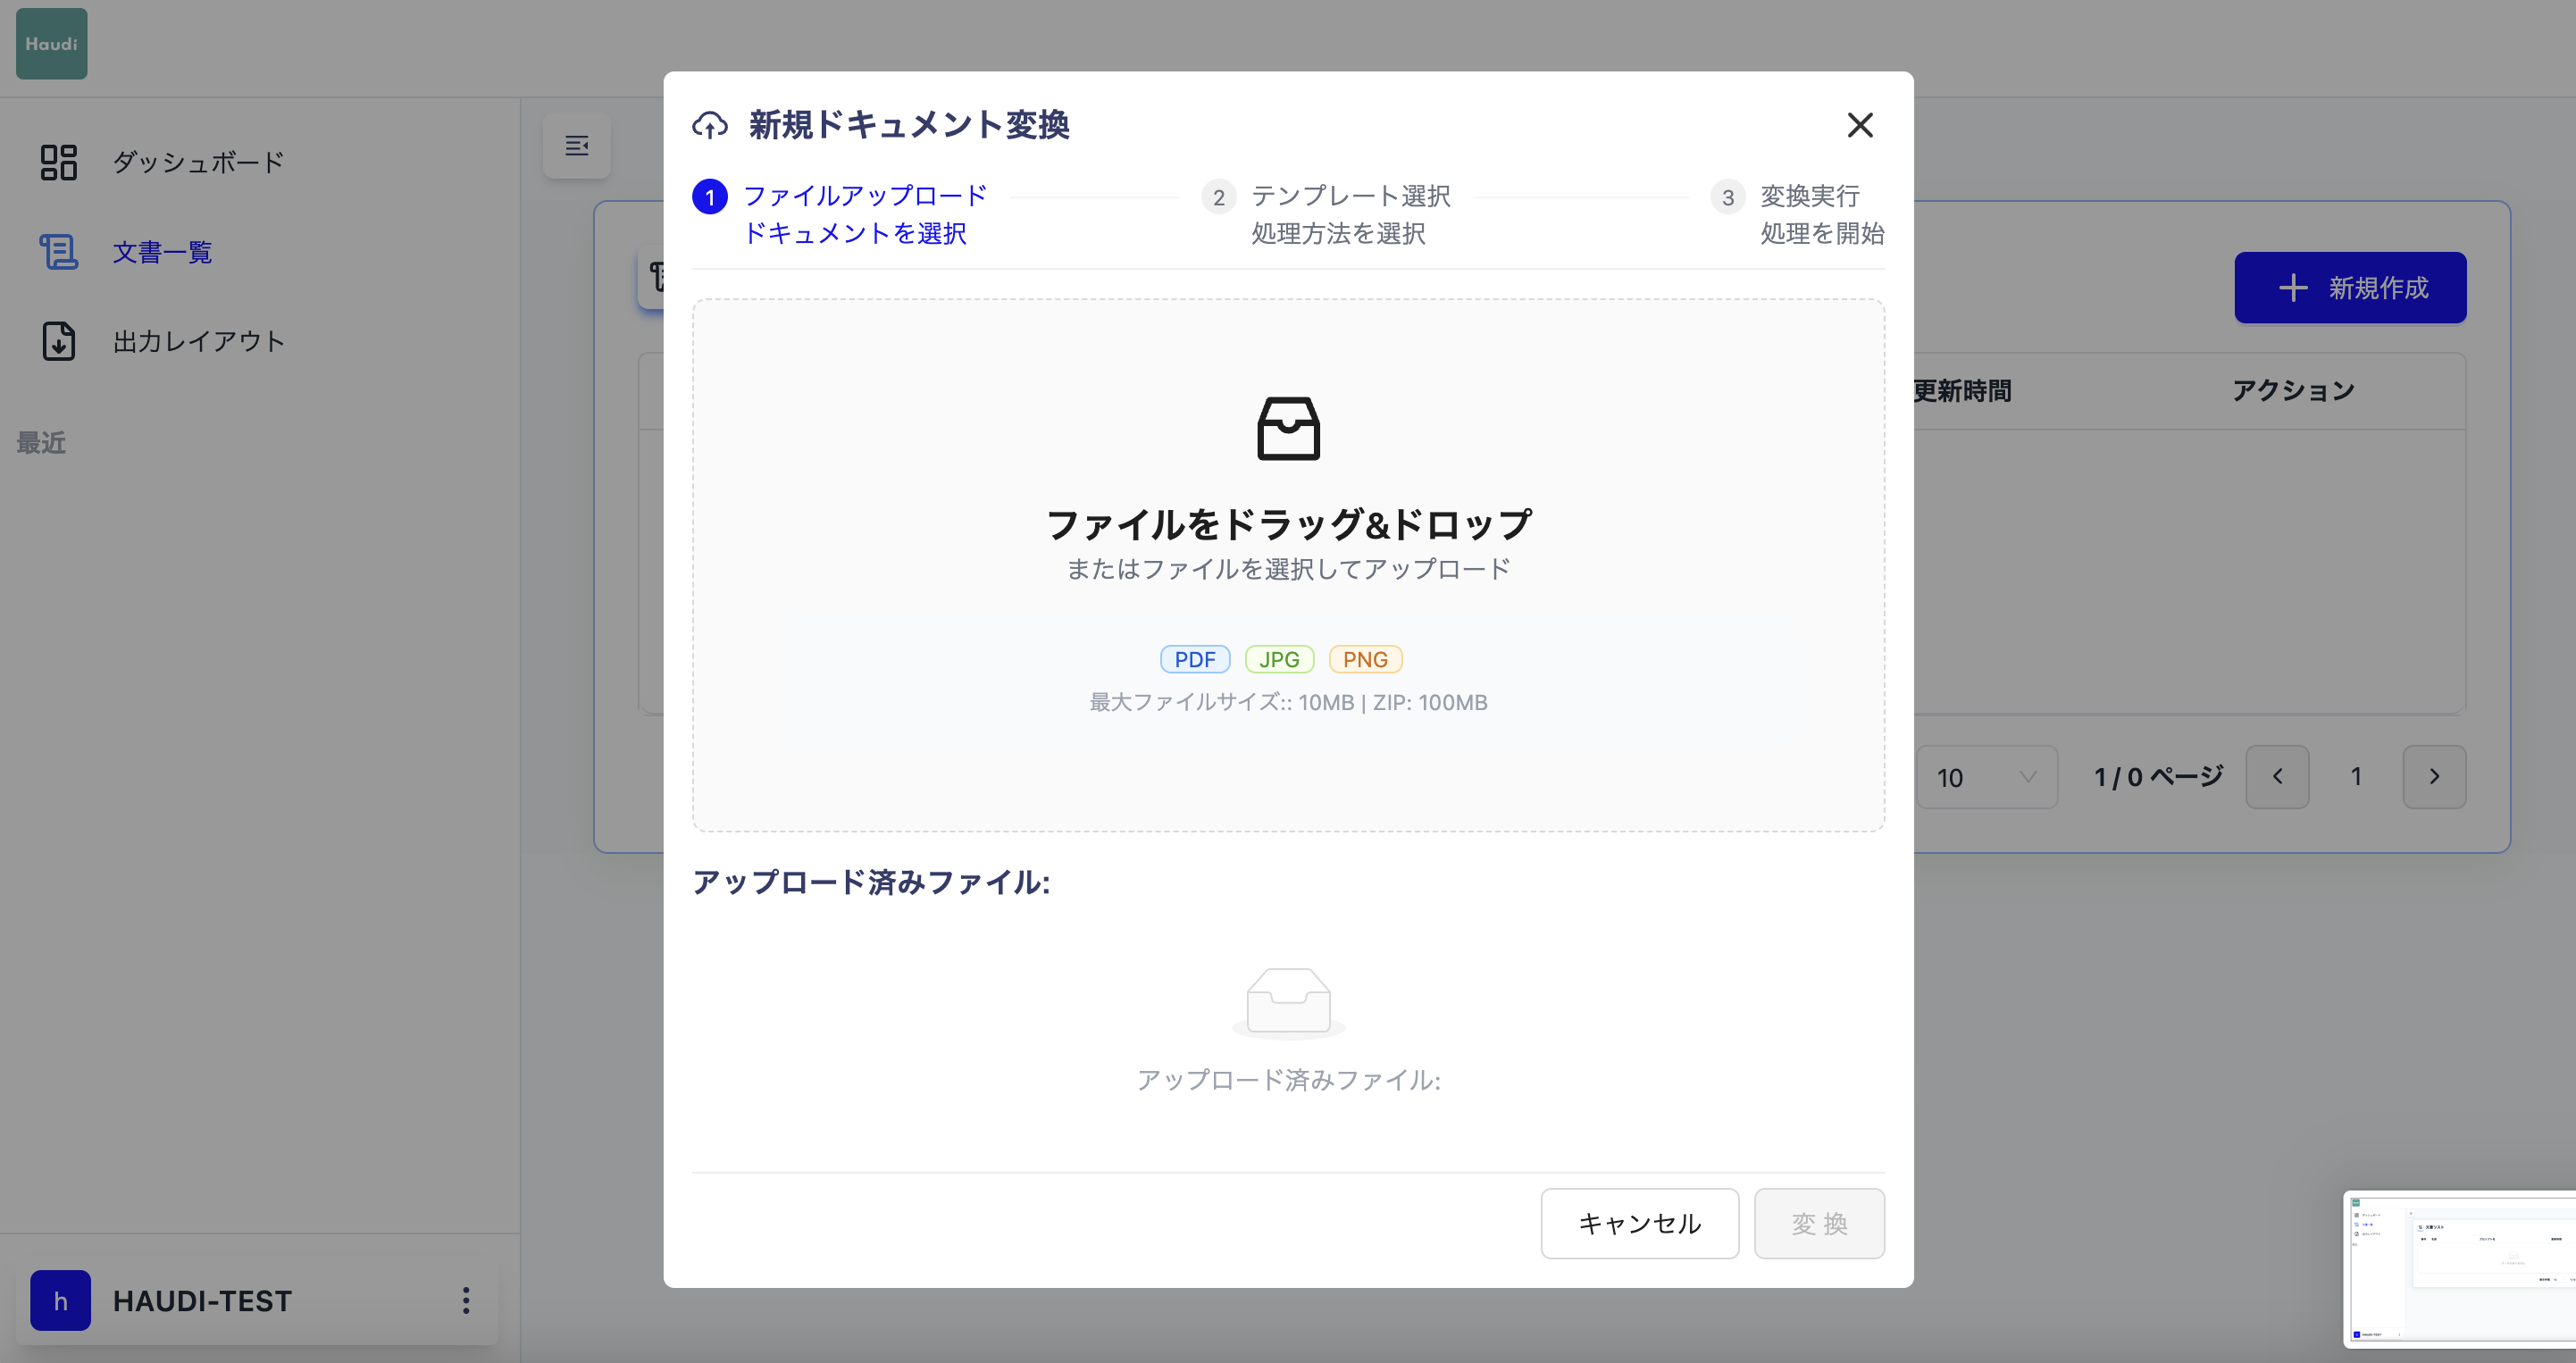 Haudi
ダッシュボード
文書一覧
出力レイアウト
最近
新規ドキュメント変換
1 ファイルアップロード
ドキュメントを選択
2 テンプレート選択
処理方法を選択
3 変換実行
処理を開始
新規作成
更新時間
アクション
ファイルをドラッグ&ドロップ
またはファイルを選択してアップロード
PDF JPG PNG
最大ファイルサイズ:: 10MB | ZIP: 100MB
10
1 / 0 ページ
1
アップロード済みファイル:
アップロード済みファイル:
キャンセル
変 換
h HAUDI-TEST